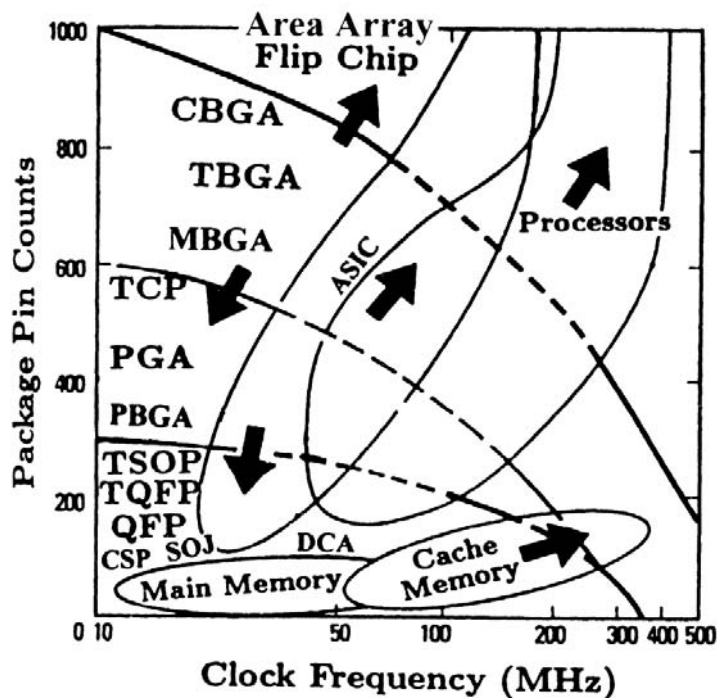 1000
Area Array
Flip Chip
CBGA
800
TBGA
Processors
MBGA
ASIC
600
TCP
PGA
400
PBGA
TSOP
TQFP
200
QFP
CSP SOJ DCA
Cache
Memory
Main Memory
0 10 50 100 200 300 400 500
Package Pin Counts
Clock Frequency (MHz)